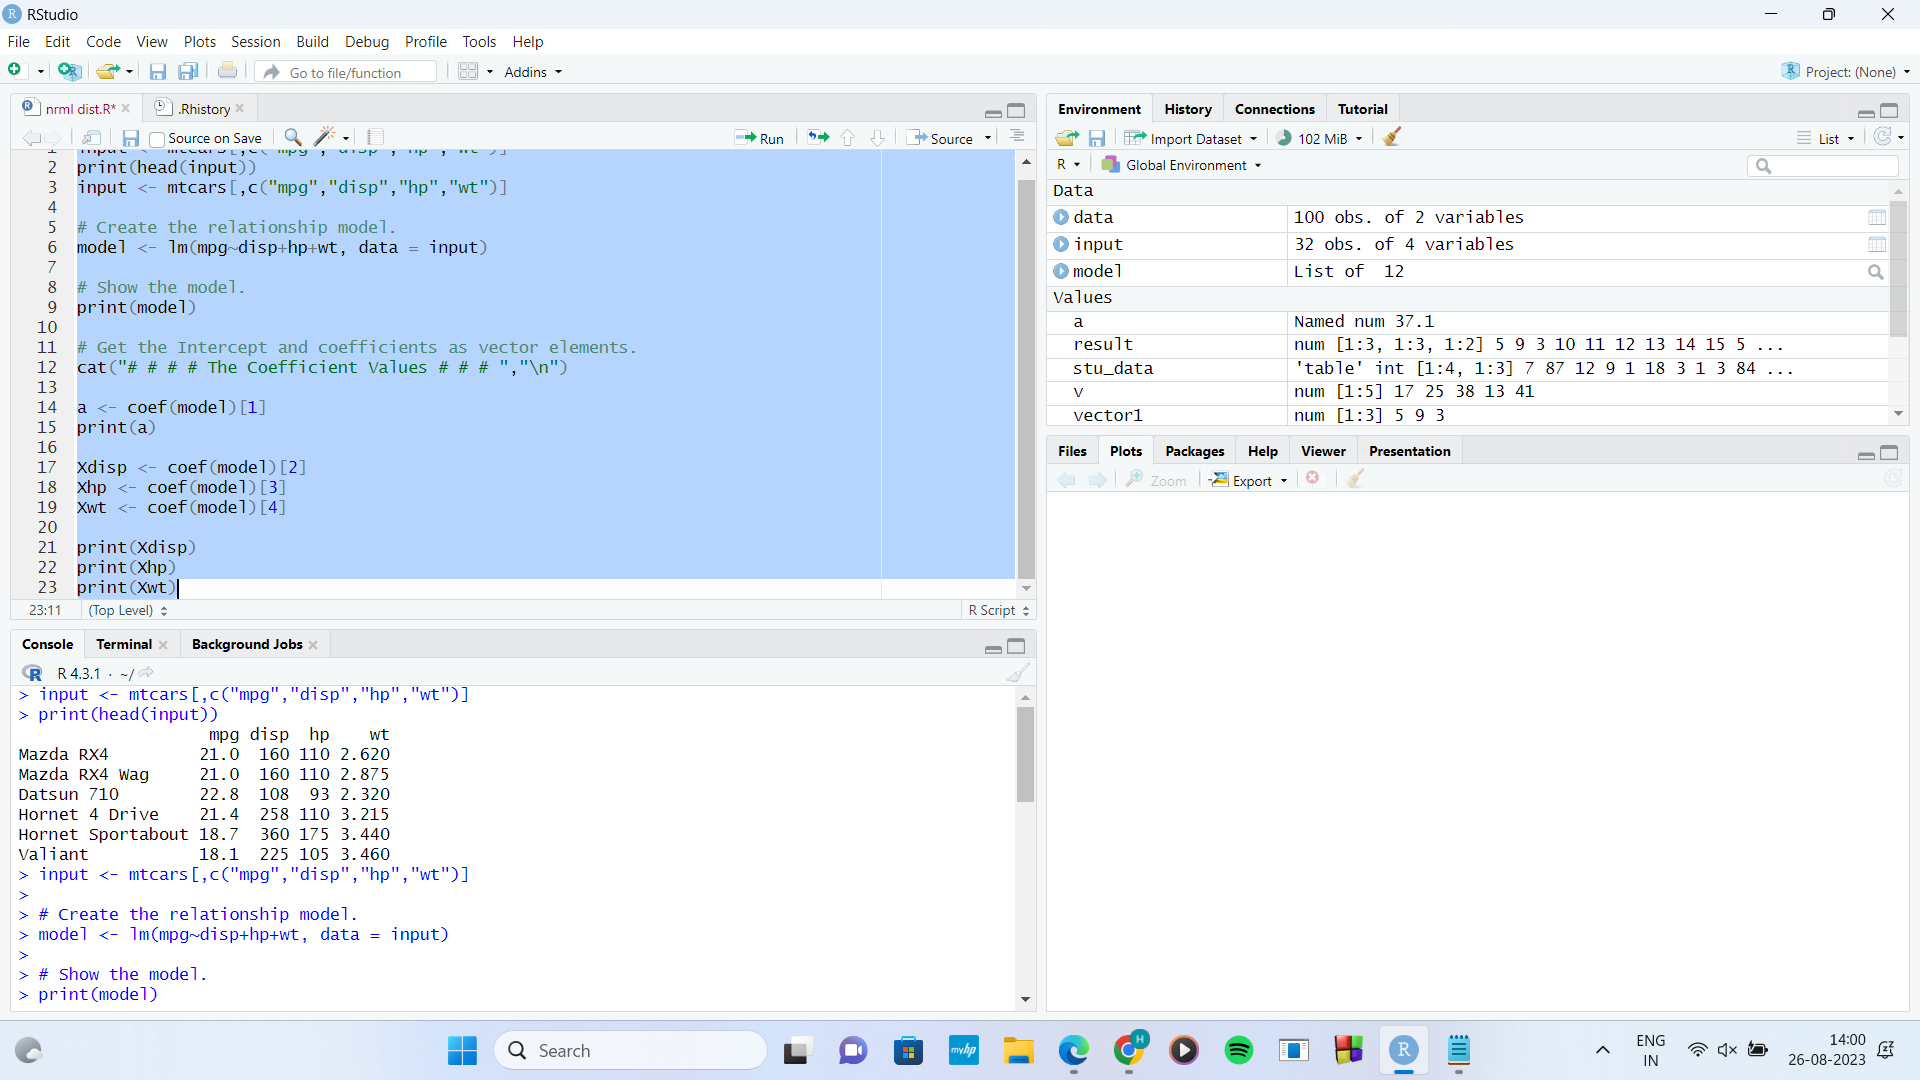 RStudio
File Edit Code View Plots Session Build Debug Profile Tools Help
Go to file/function Addins Project: (None)
nrml dist.R* .Rhistory
Source on Save Run Source
1 input <- mtcars[,c("mpg","disp","hp","wt")]
2 print(head(input))
3 input <- mtcars[,c("mpg","disp","hp","wt")]
4
5 # Create the relationship model.
6 model <- lm(mpg~disp+hp+wt, data = input)
7
8 # Show the model.
9 print(model)
10
11 # Get the Intercept and coefficients as vector elements.
12 cat("# # # # The Coefficient Values # # # ","\n")
13
14 a <- coef(model)[1]
15 print(a)
16
17 Xdisp <- coef(model)[2]
18 Xhp <- coef(model)[3]
19 Xwt <- coef(model)[4]
20
21 print(Xdisp)
22 print(Xhp)
23 print(Xwt)
23:11 (Top Level) R Script
Console Terminal Background Jobs
R 4.3.1 · ~/
> input <- mtcars[,c("mpg","disp","hp","wt")]
> print(head(input))
mpg disp hp wt
Mazda RX4 21.0 160 110 2.620
Mazda RX4 Wag 21.0 160 110 2.875
Datsun 710 22.8 108 93 2.320
Hornet 4 Drive 21.4 258 110 3.215
Hornet Sportabout 18.7 360 175 3.440
Valiant 18.1 225 105 3.460
> input <- mtcars[,c("mpg","disp","hp","wt")]
>
> # Create the relationship model.
> model <- lm(mpg~disp+hp+wt, data = input)
>
> # Show the model.
> print(model)
Environment History Connections Tutorial
Import Dataset 102 MiB List
R Global Environment
Data
data 100 obs. of 2 variables
input 32 obs. of 4 variables
model List of 12
Values
a Named num 37.1
result num [1:3, 1:3, 1:2] 5 9 3 10 11 12 13 14 15 5 ...
stu_data 'table' int [1:4, 1:3] 7 87 12 9 1 18 3 1 3 84 ...
v num [1:5] 17 25 38 13 41
vector1 num [1:3] 5 9 3
Files Plots Packages Help Viewer Presentation
Zoom Export
Search
myhp
H
R
ENG
IN
14:00
26-08-2023